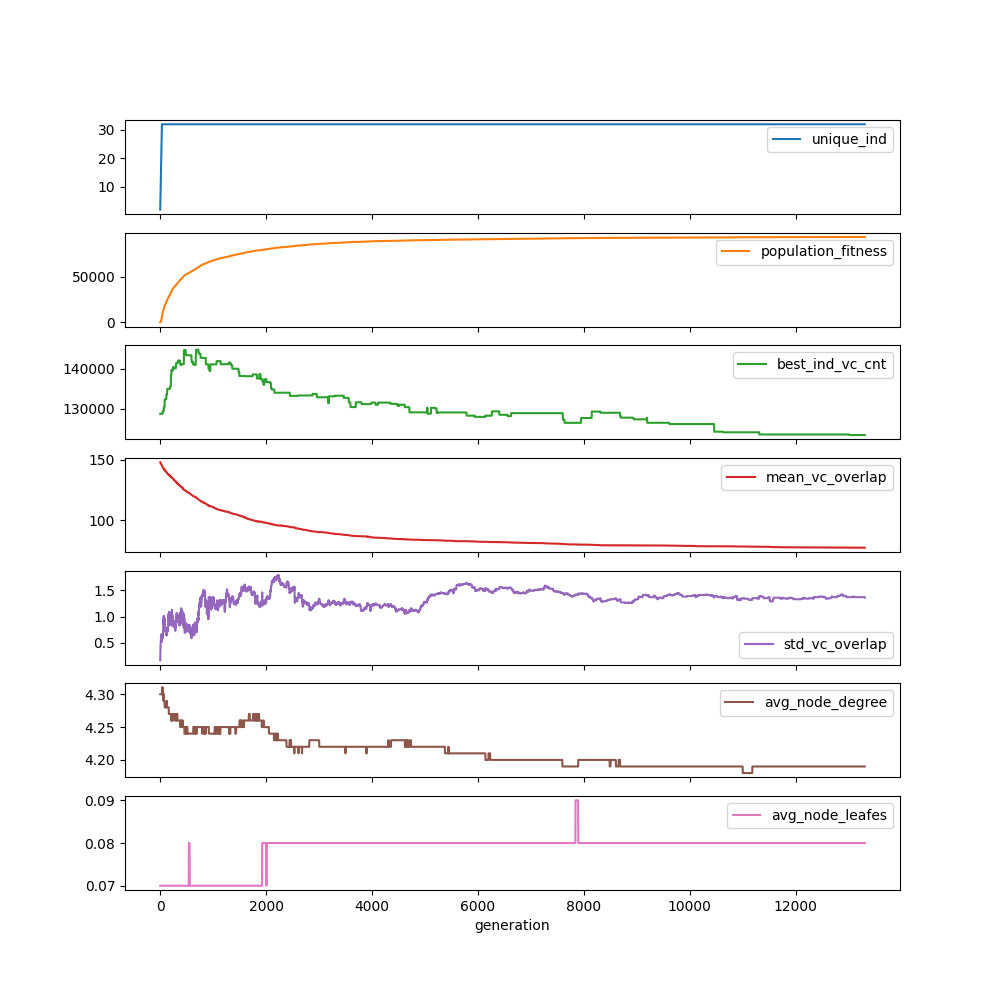 30
20
10
unique_ind
50000
0
population_fitness
140000
130000
best_ind_vc_cnt
150
100
mean_vc_overlap
1.5
1.0
0.5
std_vc_overlap
4.30
4.25
4.20
avg_node_degree
0.09
0.08
0.07
avg_node_leafes
0 2000 4000 6000 8000 10000 12000
generation